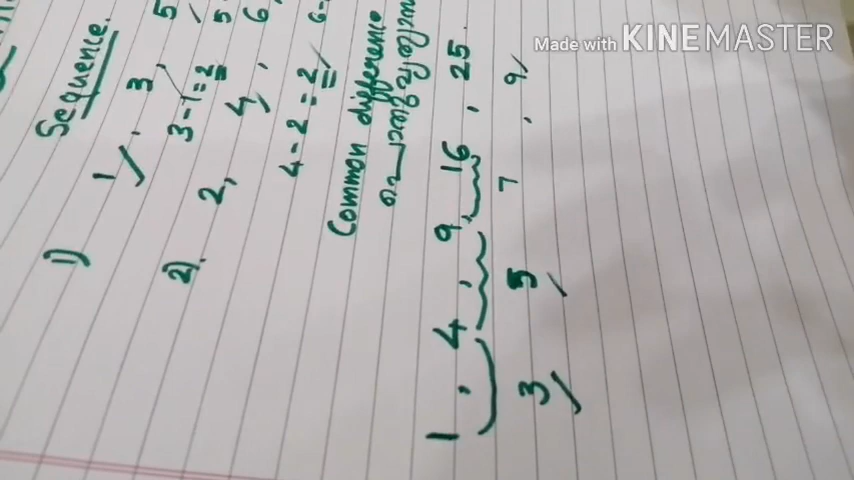 Sequence.
1) 1, 3, 5
3-1=2 5
2). 2, 4, 6
4-2=2 6-
Common difference
പൊതുവ്യത്യാസം
1, 4, 9, 16, 25.
3 5 7, 9
Made with KINEMASTER